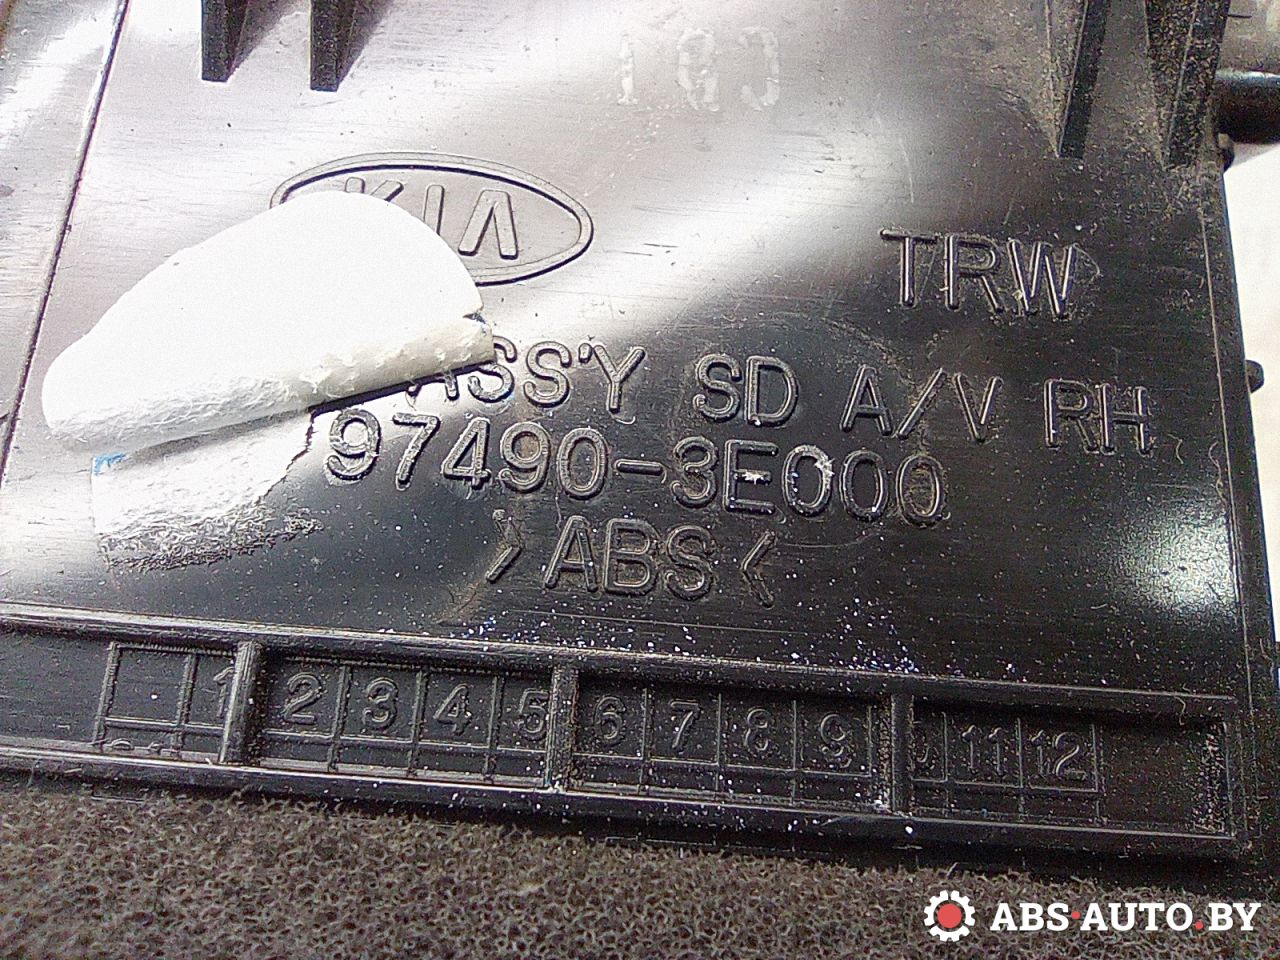 KIA
TRW
ASS'Y SD A/V RH
97490-3E000
>ABS<
1 2 3 4 5 6 7 8 9 11 12
ABS-AUTO.BY